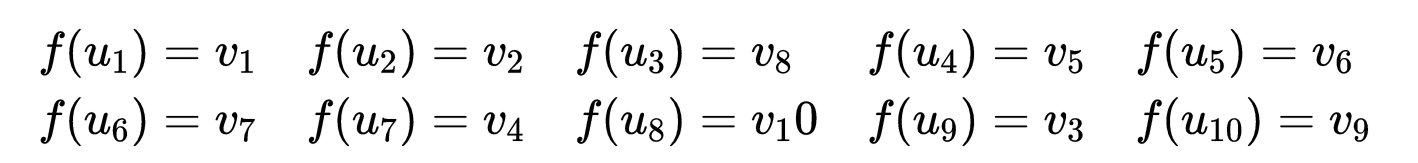 f(u₁) = v₁ f(u₂) = v₂ f(u₃) = v₈ f(u₄) = v₅ f(u₅) = v₆
f(u₆) = v₇ f(u₇) = v₄ f(u₈) = v₁0 f(u₉) = v₃ f(u₁₀) = v₉